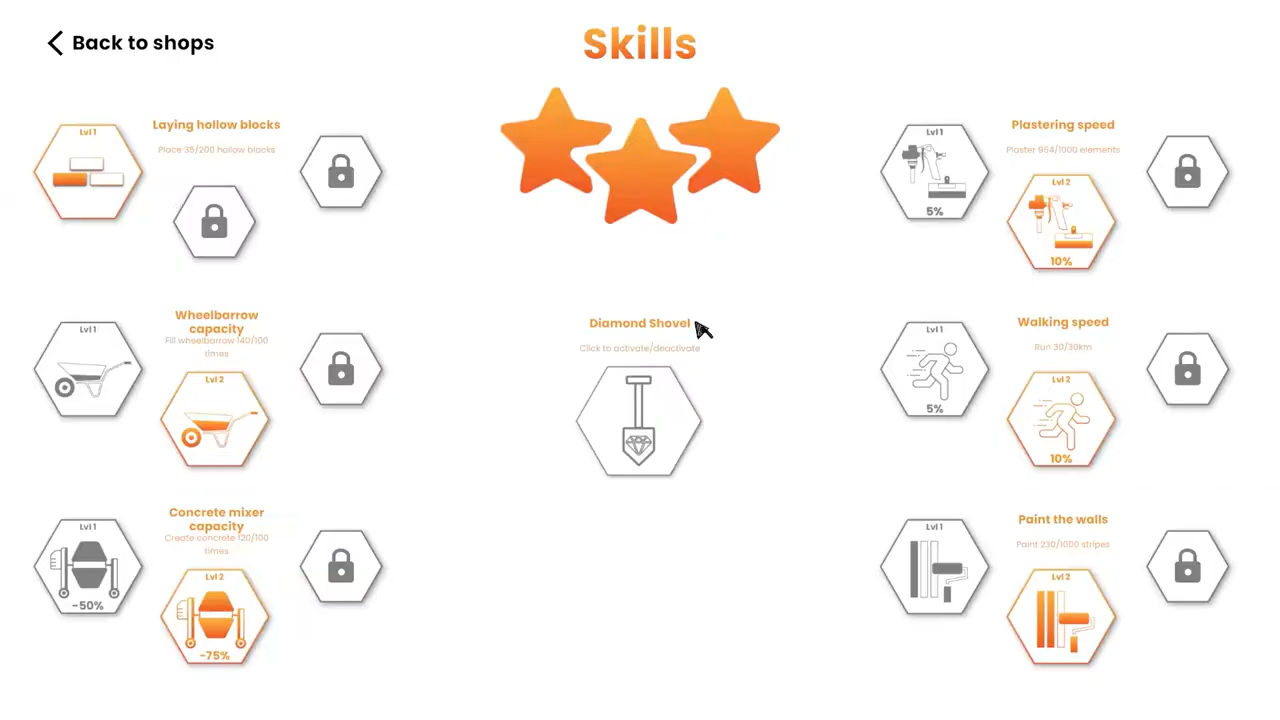 Back to shops
Skills
Lvl 1
Laying hollow blocks
Place 35/200 hollow blacks
Lvl 1
5%
Plastering speed
Plaster 954/1000 elements
Lvl 2
10%
Lvl 1
Wheelbarrow
capacity
Fill wheelbarrow 140/100
times
Lvl 2
Diamond Shovel
Click to activate/deactivate
Lvl 1
5%
Walking speed
Run 30/30km
Lvl 2
10%
Lvl 1
-50%
Concrete mixer
capacity
Create concrete 120/100
times
Lvl 2
-75%
Lvl 1
Paint the walls
Paint 230/1000 stripes
Lvl 2